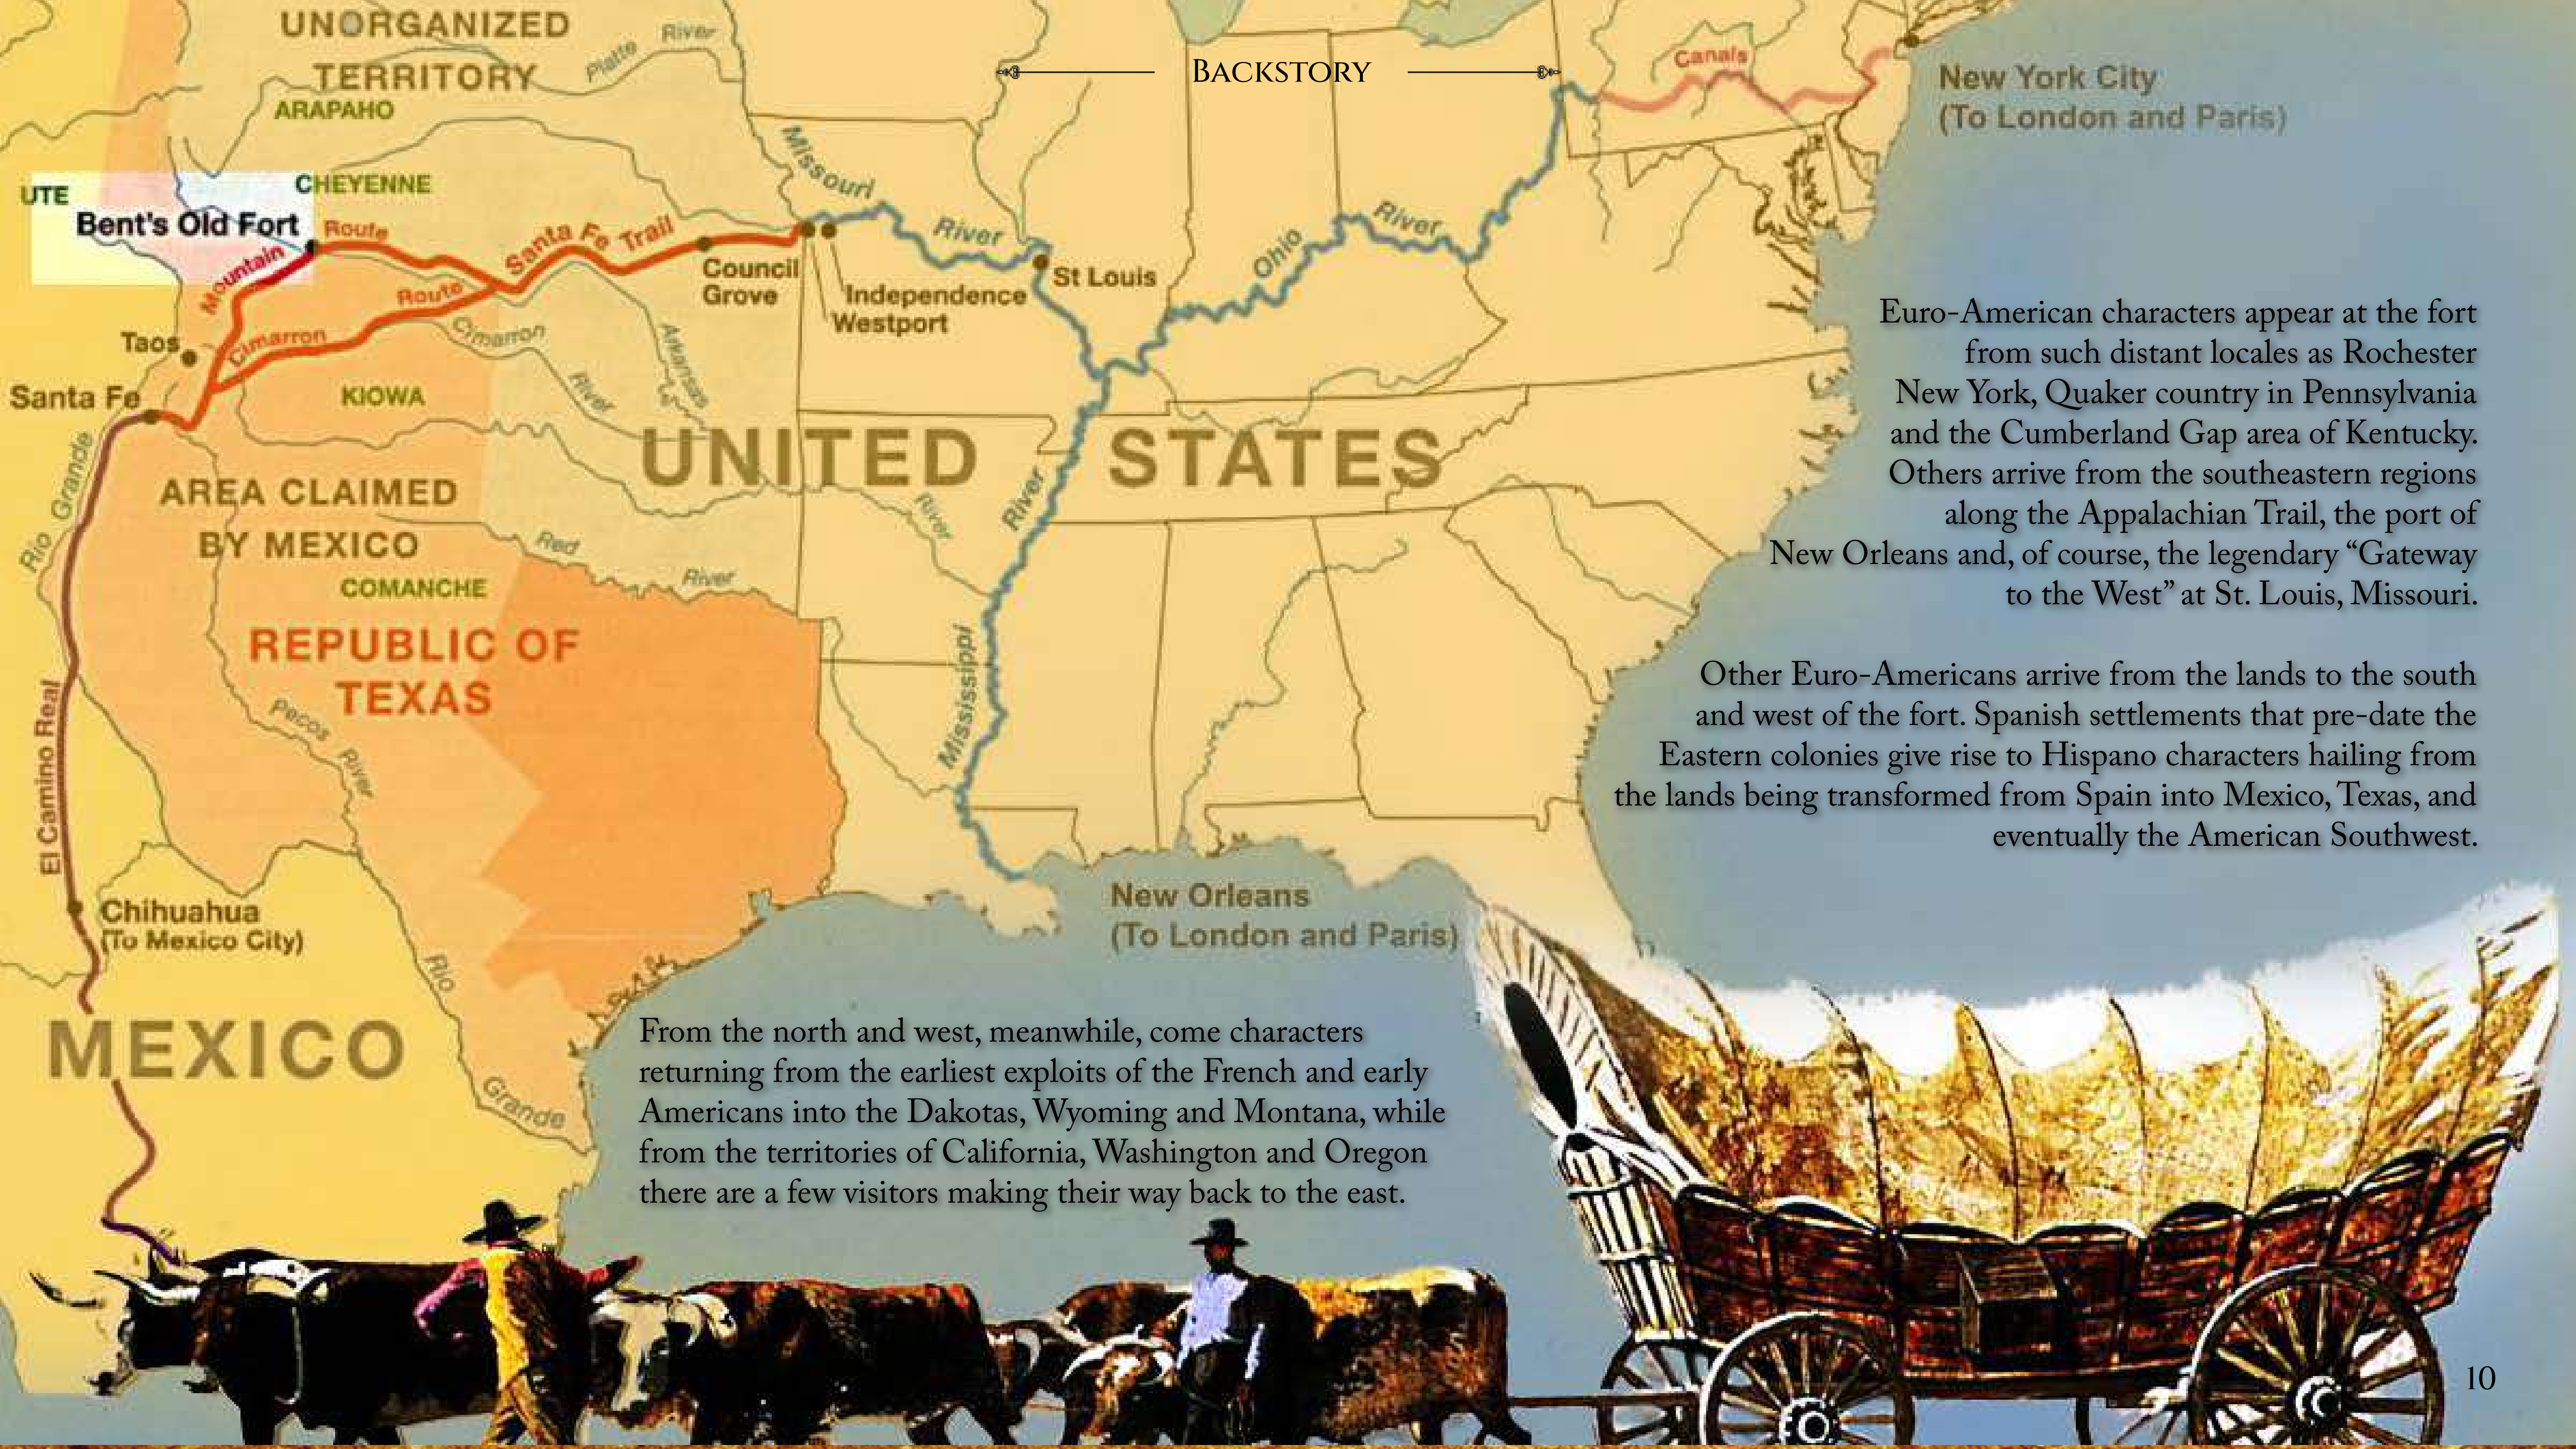 BACKSTORY
UNORGANIZED
TERRITORY
Platte
River
ARAPAHO
Canals
New York City
(To London and Paris)
UTE
CHEYENNE
Missouri
River
Bent's Old Fort
Route
Mountain
Santa Fe Trail
Council
Grove
Independence
Westport
St Louis
Ohio
River
Route
Cimarron
Cimarron
River
Arkansas
Taos
Santa Fe
KIOWA
Rio Grande
UNITED STATES
AREA CLAIMED
BY MEXICO
River
River
Red
River
COMANCHE
REPUBLIC OF
TEXAS
Mississippi
Pecos
River
El Camino Real
Chihuahua
(To Mexico City)
New Orleans
(To London and Paris)
Rio
Grande
MEXICO
Euro-American characters appear at the fort
from such distant locales as Rochester
New York, Quaker country in Pennsylvania
and the Cumberland Gap area of Kentucky.
Others arrive from the southeastern regions
along the Appalachian Trail, the port of
New Orleans and, of course, the legendary “Gateway
to the West” at St. Louis, Missouri.
Other Euro-Americans arrive from the lands to the south
and west of the fort. Spanish settlements that pre-date the
Eastern colonies give rise to Hispano characters hailing from
the lands being transformed from Spain into Mexico, Texas, and
eventually the American Southwest.
From the north and west, meanwhile, come characters
returning from the earliest exploits of the French and early
Americans into the Dakotas, Wyoming and Montana, while
from the territories of California, Washington and Oregon
there are a few visitors making their way back to the east.
10